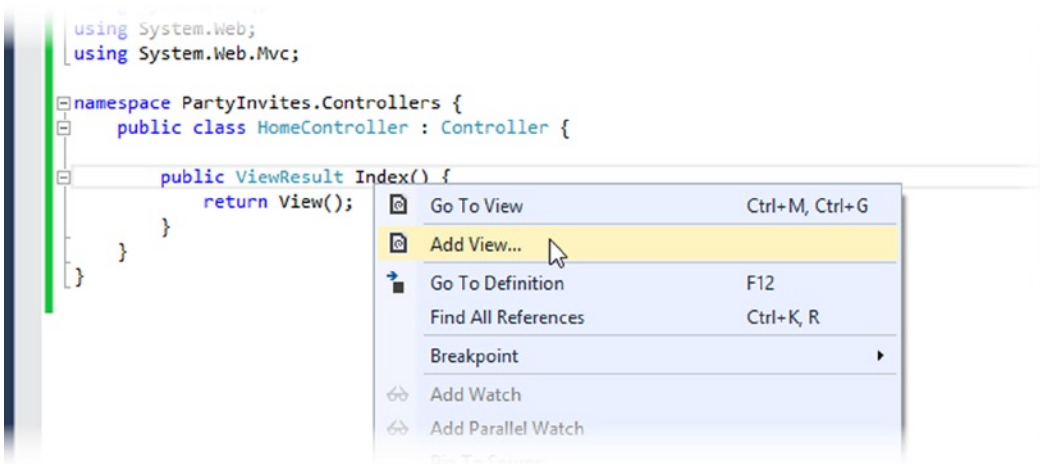 using System.Web;
using System.Web.Mvc;
namespace PartyInvites.Controllers {
public class HomeController : Controller {
public ViewResult Index() {
return View();
}
}
}
Go To View Ctrl+M, Ctrl+G
Add View...
Go To Definition F12
Find All References Ctrl+K, R
Breakpoint
Add Watch
Add Parallel Watch